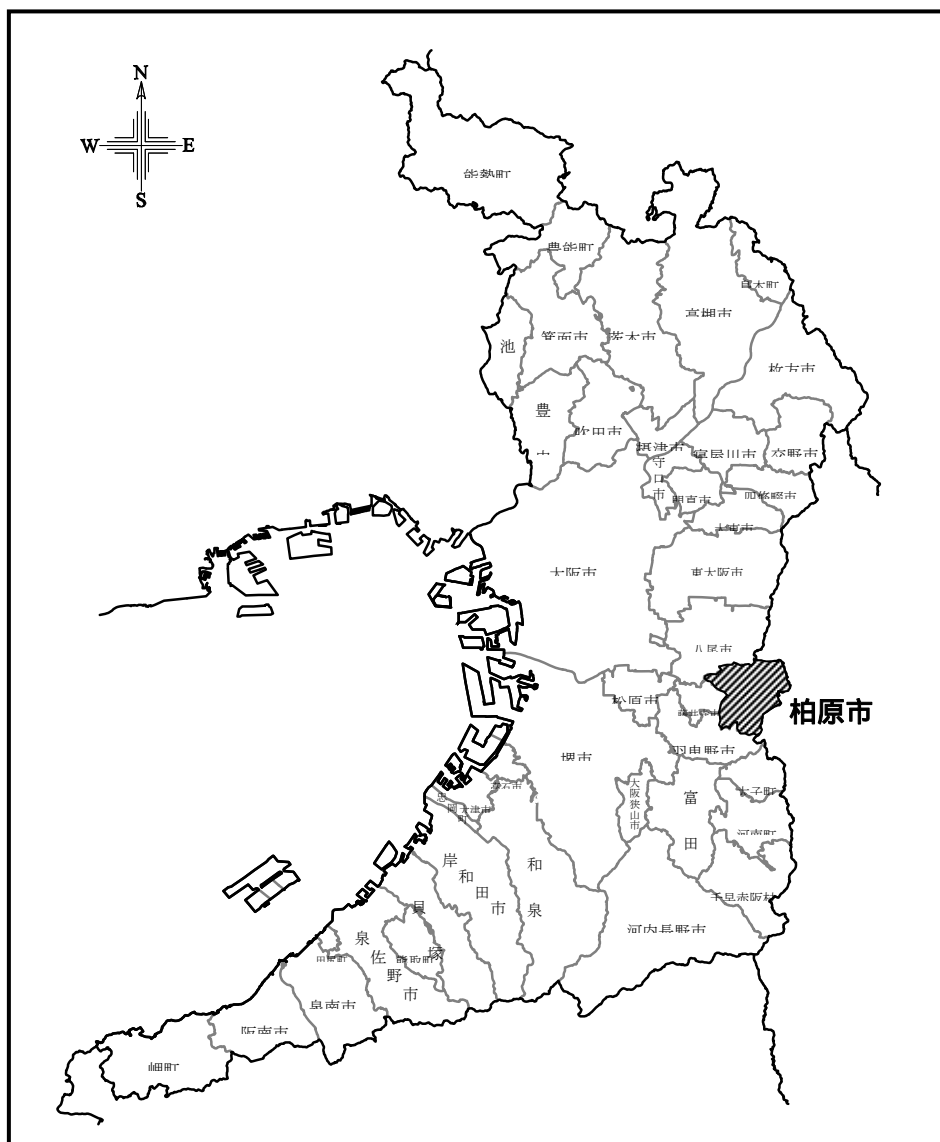 N
W
E
S
能勢町
豊能町
島本町
高槻市
池
箕面市
茨木市
枚方市
豊
中
吹田市
摂津市
寝屋川市
交野市
守口市
門真市
四條畷市
大東市
大阪市
東大阪市
八尾市
松原市
藤井寺市
柏原市
堺市
羽曳野市
大阪狭山市
富田
太子町
河南町
千早赤阪村
高石市
忠岡町
大津市
岸和田市
和泉
河内長野市
貝塚
泉佐野市
熊取町
田尻町
泉南市
阪南市
岬町